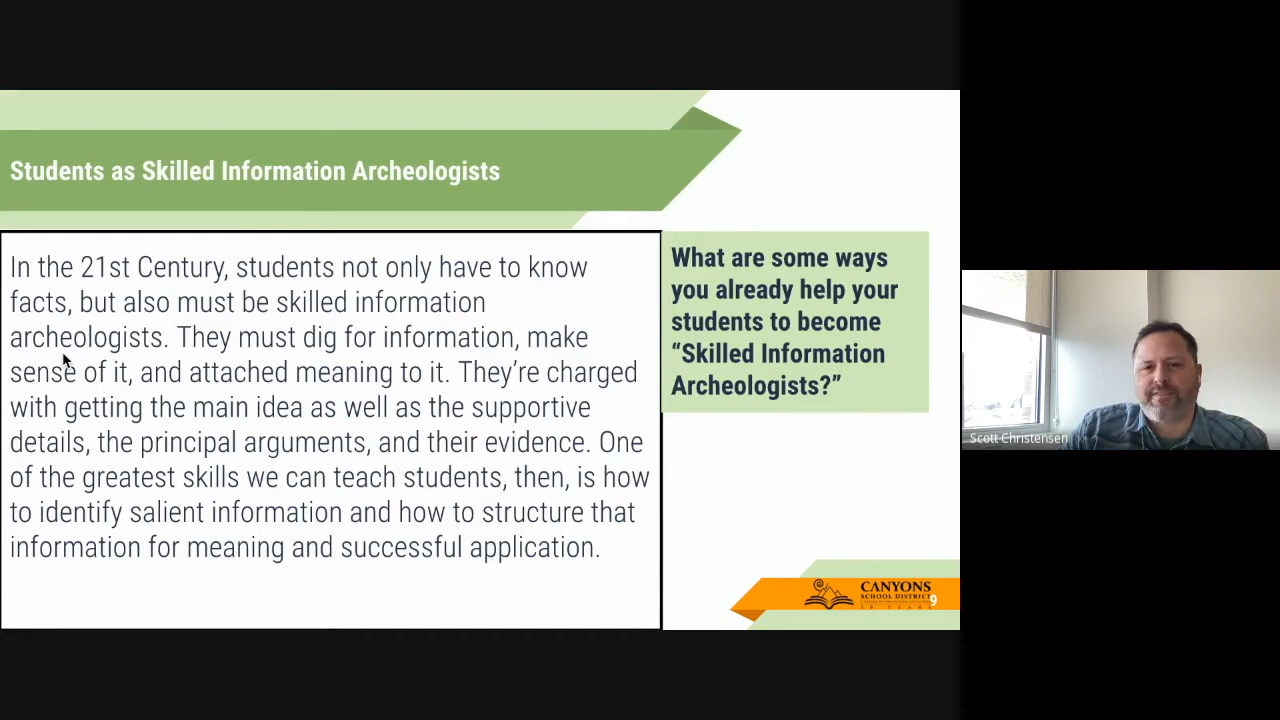 Students as Skilled Information Archeologists
In the 21st Century, students not only have to know
facts, but also must be skilled information
archeologists. They must dig for information, make
sense of it, and attached meaning to it. They’re charged
with getting the main idea as well as the supportive
details, the principal arguments, and their evidence. One
of the greatest skills we can teach students, then, is how
to identify salient information and how to structure that
information for meaning and successful application.
What are some ways
you already help your
students to become
“Skilled Information
Archeologists?”
Scott Christensen
CANYONS
SCHOOL DISTRICT
9